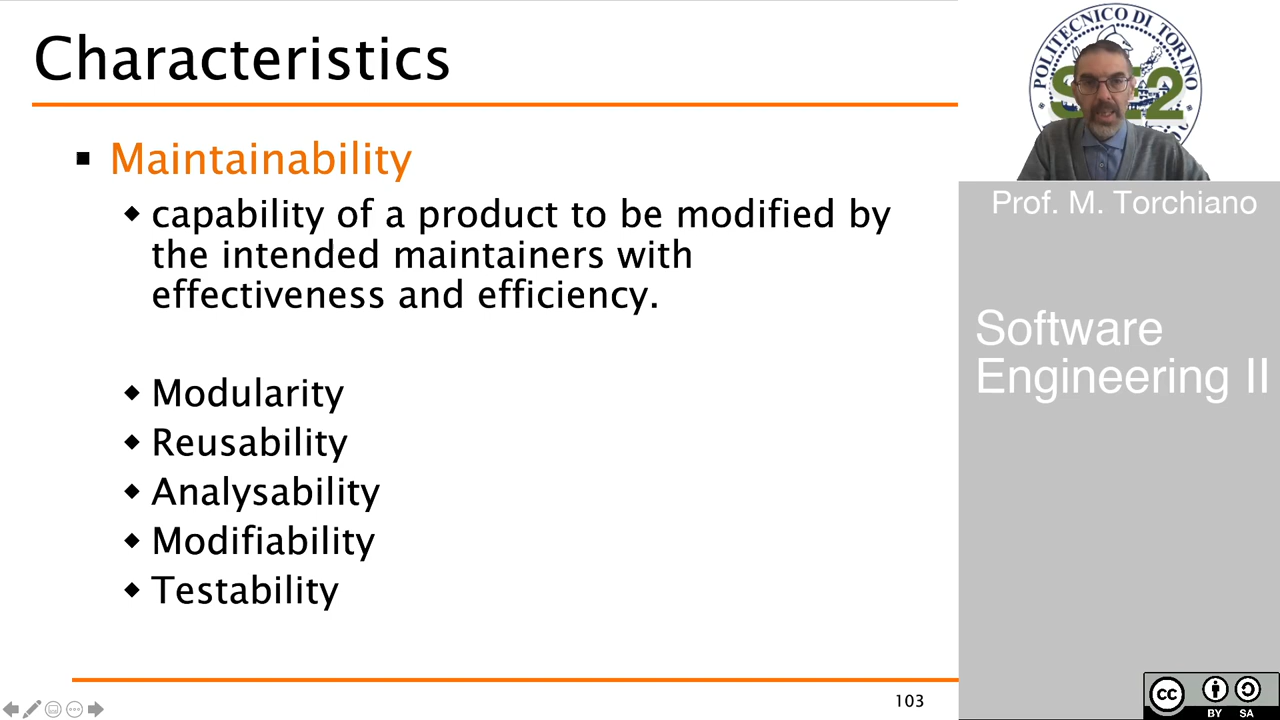 Characteristics
Maintainability
capability of a product to be modified by
the intended maintainers with
effectiveness and efficiency.
Modularity
Reusability
Analysability
Modifiability
Testability
103
POLITECNICO DI TORINO
Prof. M. Torchiano
Software
Engineering II
cc
BY SA